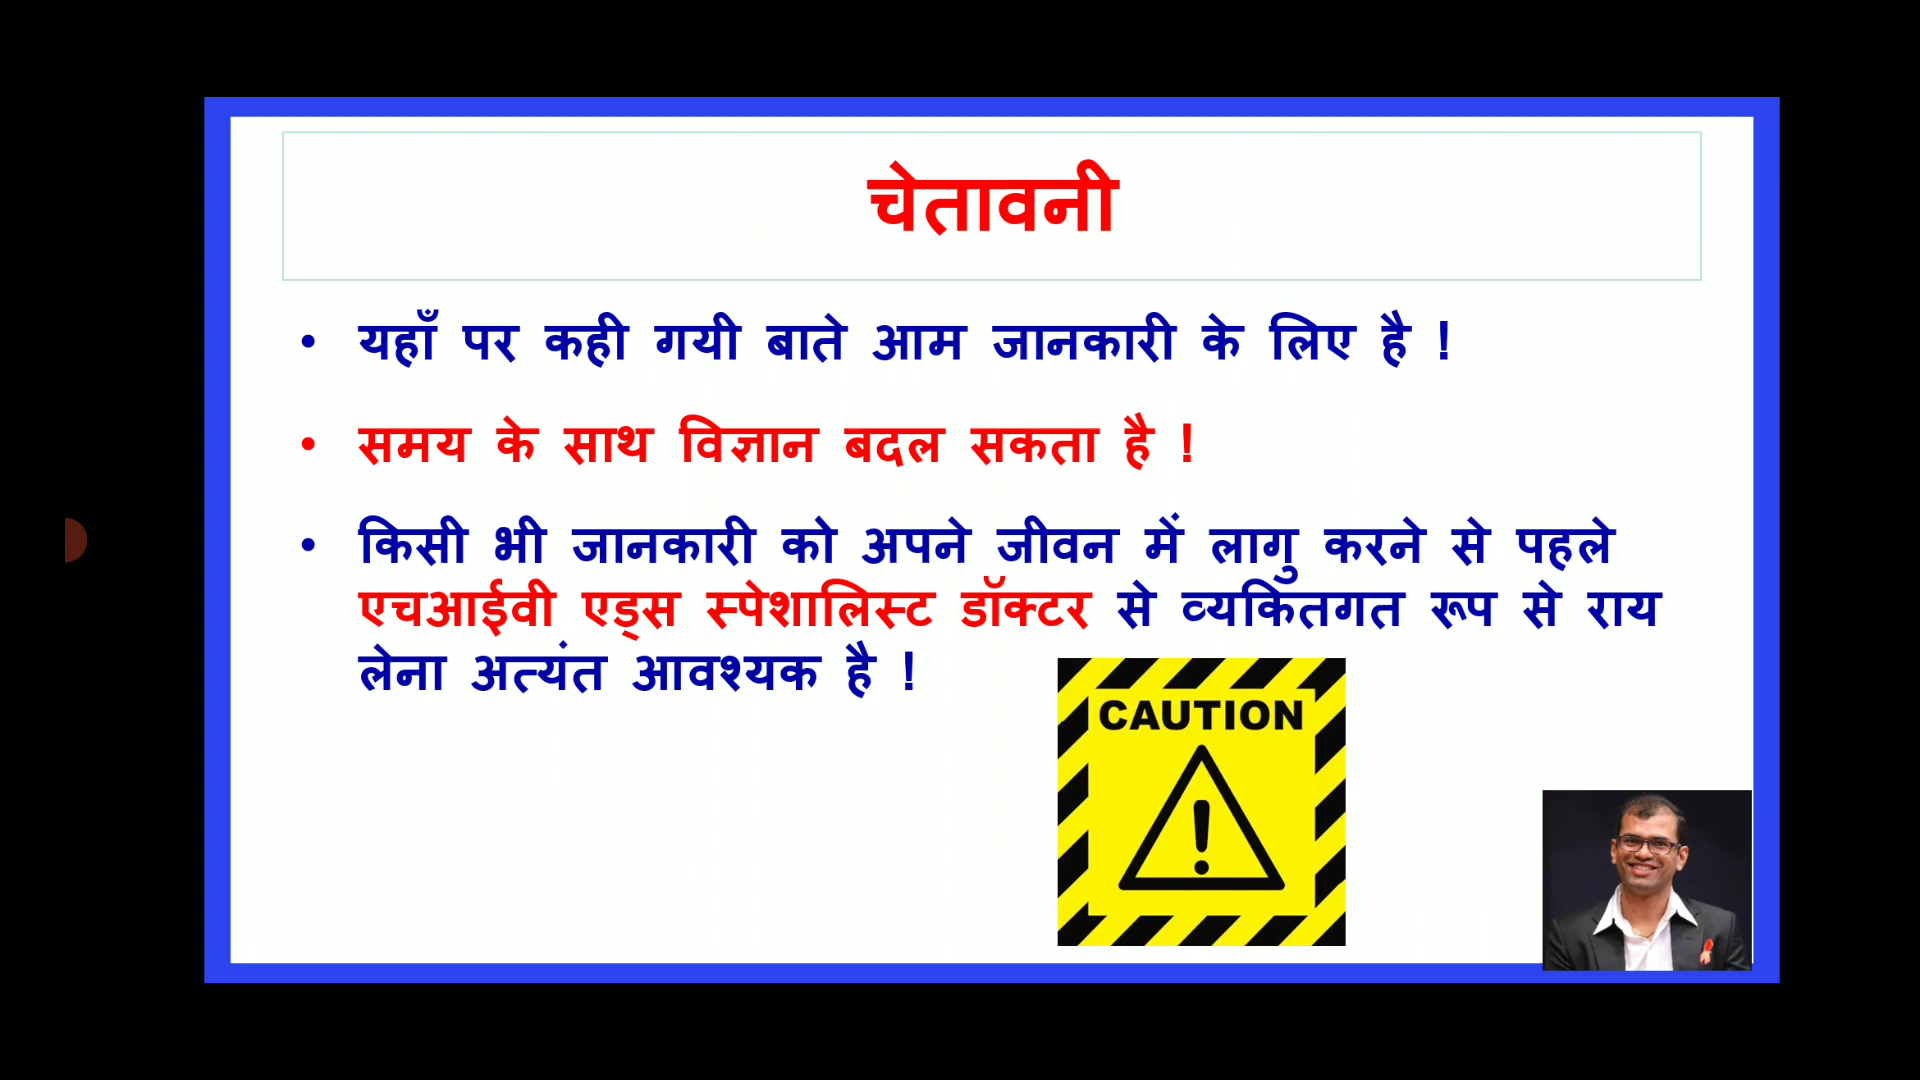 चेतावनी
• यहाँ पर कही गयी बाते आम जानकारी के लिए है !
• समय के साथ विज्ञान बदल सकता है !
• किसी भी जानकारी को अपने जीवन में लागु करने से पहले
एचआईवी एड्स स्पेशालिस्ट डॉक्टर से व्यकितगत रूप से राय
लेना अत्यंत आवश्यक है !
CAUTION
!